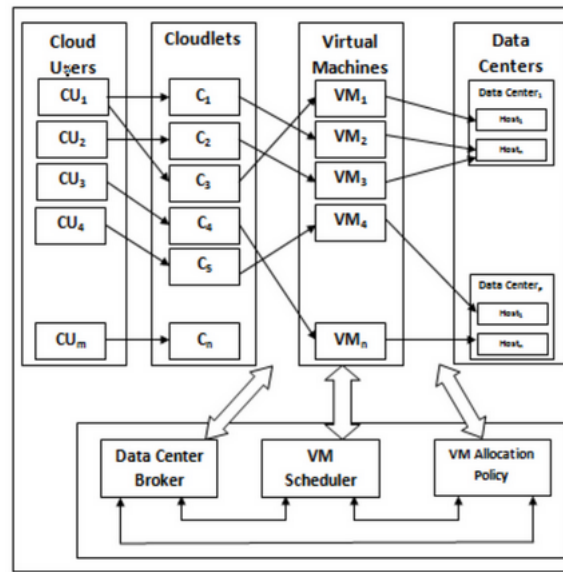 Cloud Users
Cloudlets
Virtual Machines
Data Centers
CU₁
CU₂
CU₃
CU₄
CUₘ
C₁
C₂
C₃
C₄
C₅
Cₙ
VM₁
VM₂
VM₃
VM₄
VMₙ
Data Center₁
Host₁
Hostₙ
Data Centerₚ
Host₁
Hostₙ
Data Center
Broker
VM
Scheduler
VM Allocation
Policy